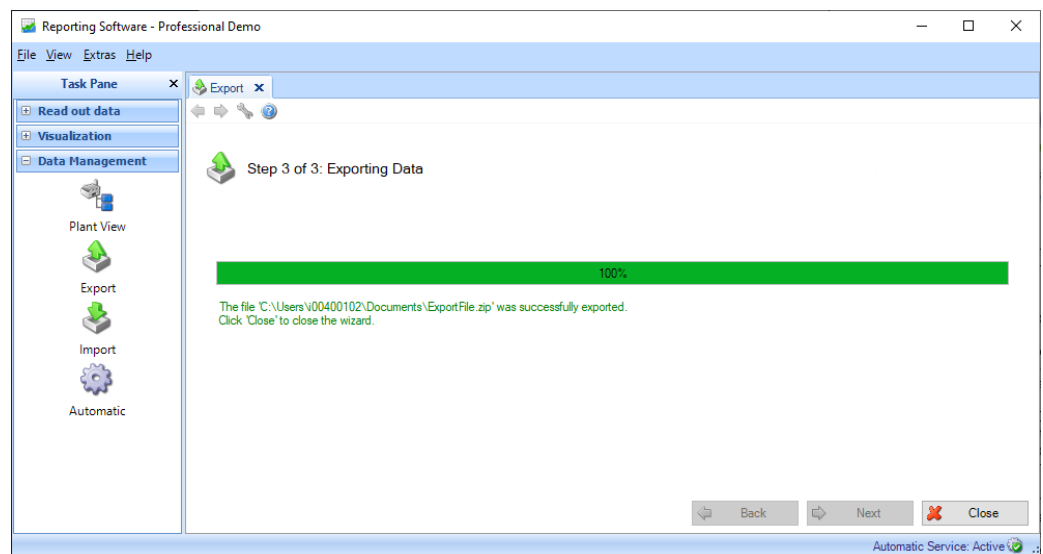 Reporting Software - Professional Demo
File View Extras Help
Task Pane
Export
Read out data
Visualization
Data Management
Plant View
Export
Import
Automatic
Step 3 of 3: Exporting Data
100%
The file 'C:\Users\i00400102\Documents\ExportFile.zip' was successfully exported.
Click 'Close' to close the wizard.
Back Next Close
Automatic Service: Active